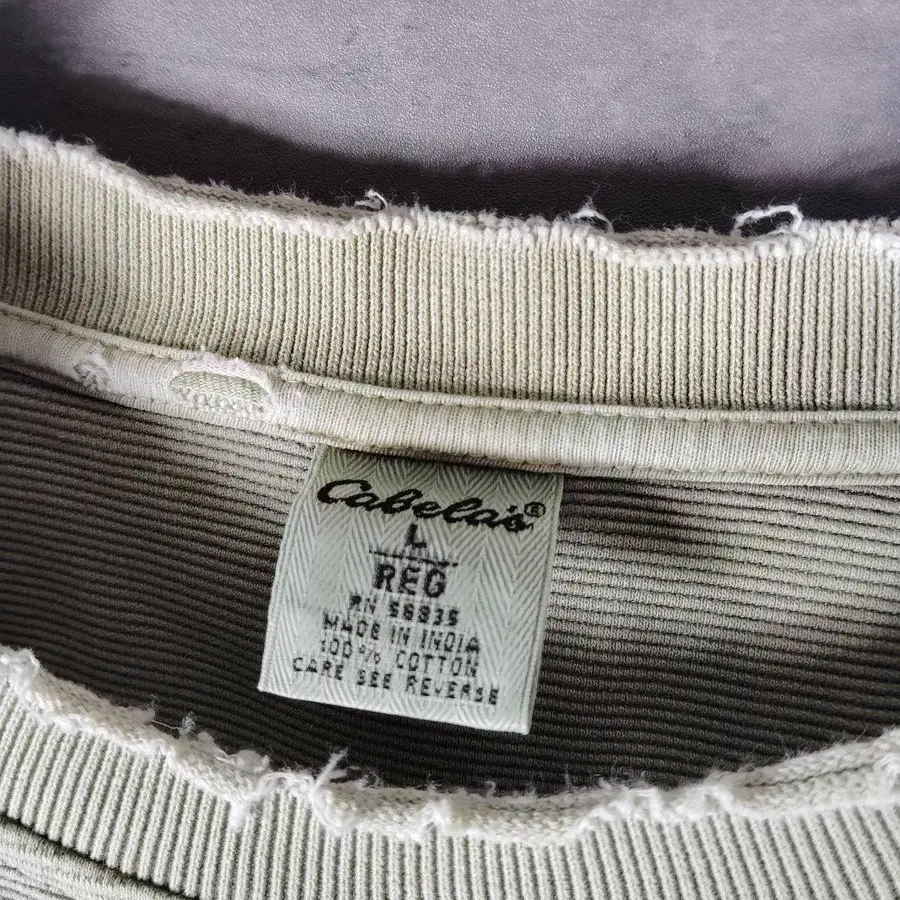 Cabela's®
L
REG
RN 56835
MADE IN INDIA
100% COTTON
CARE SEE REVERSE